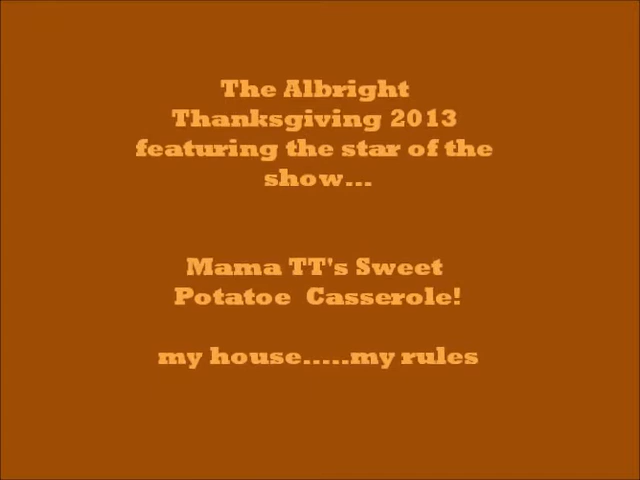 The Albright
Thanksgiving 2013
featuring the star of the
show...
Mama TT's Sweet
Potatoe  Casserole!
my house.....my rules